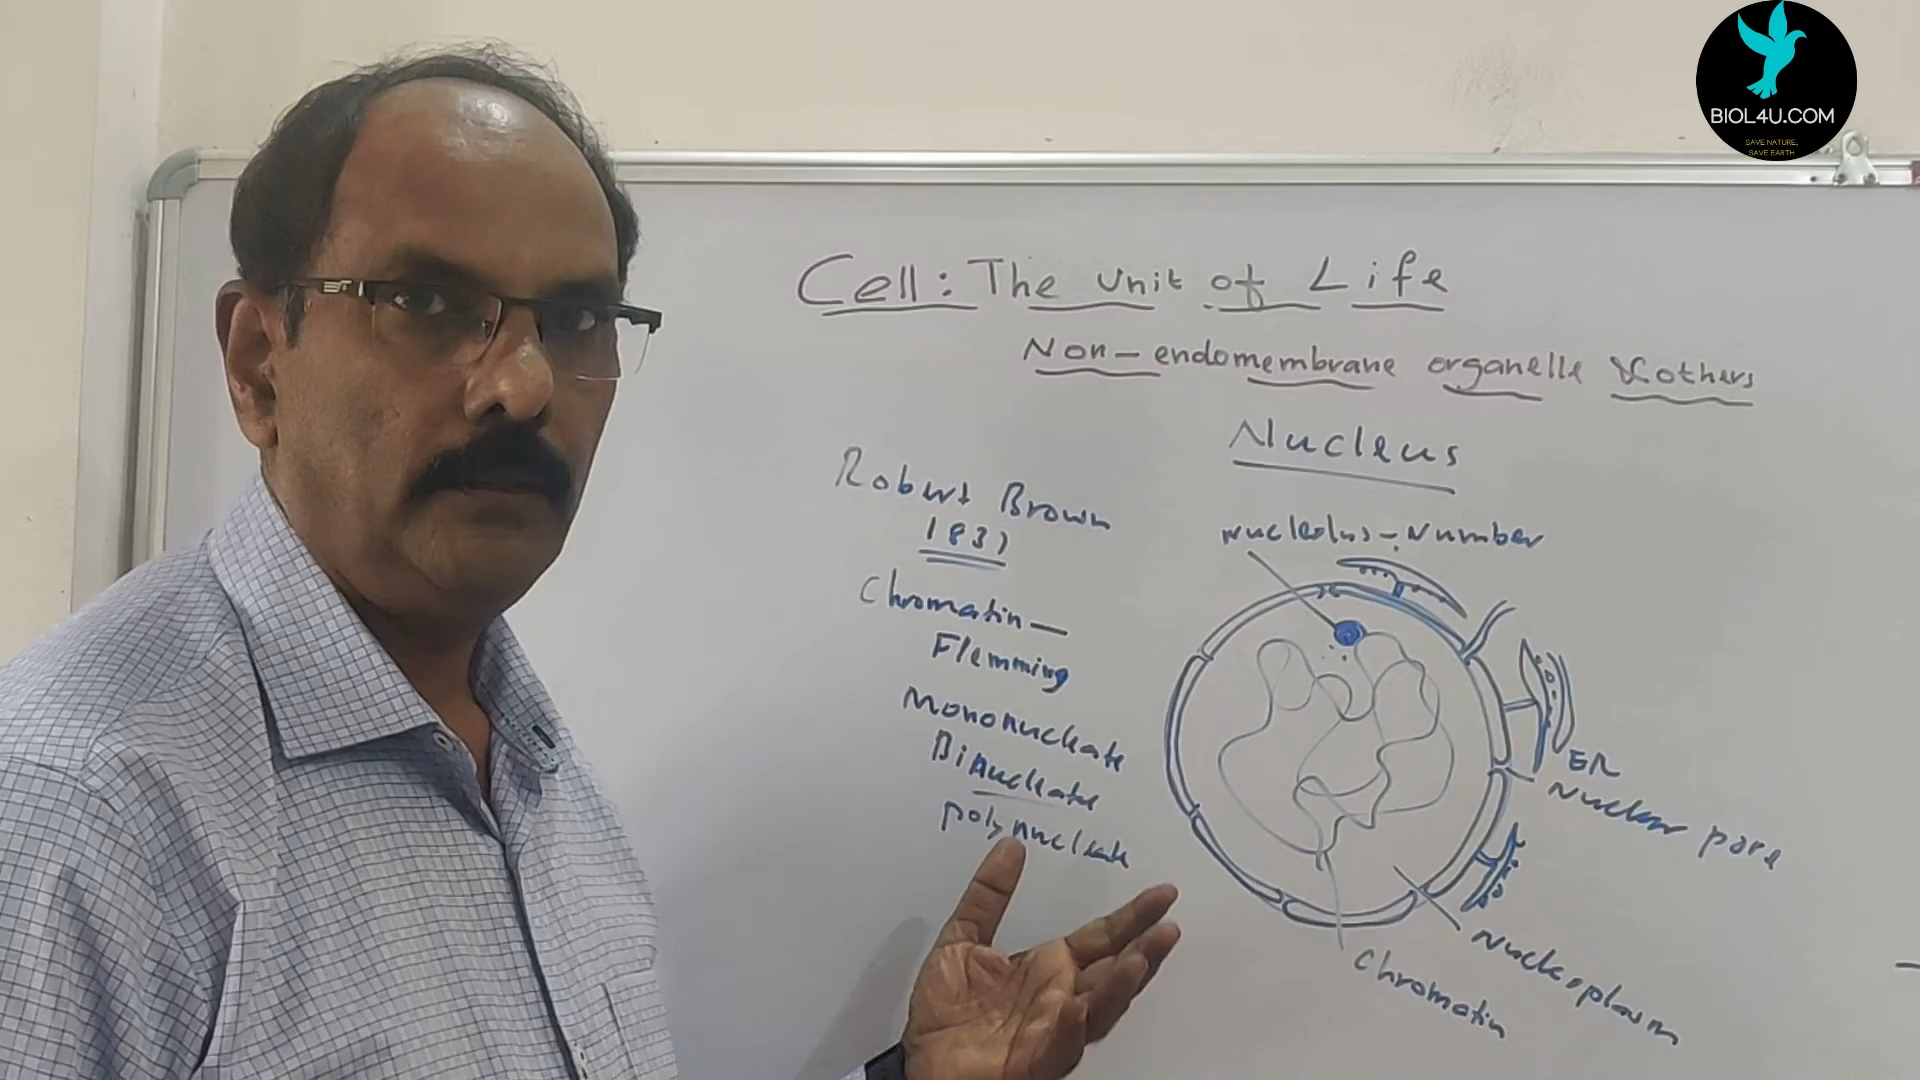 BIOL4U.COM
SAVE NATURE,
SAVE EARTH
Cell: The Unit of Life
Non-endomembrane organelle & others
Nucleus
Robert Brown
1831
Chromatin—
Flemming
Mononucleate
Binucleate
polynucleate
Nucleolus-Number
ER
Nuclear pore
Nucleoplasm
Chromatin